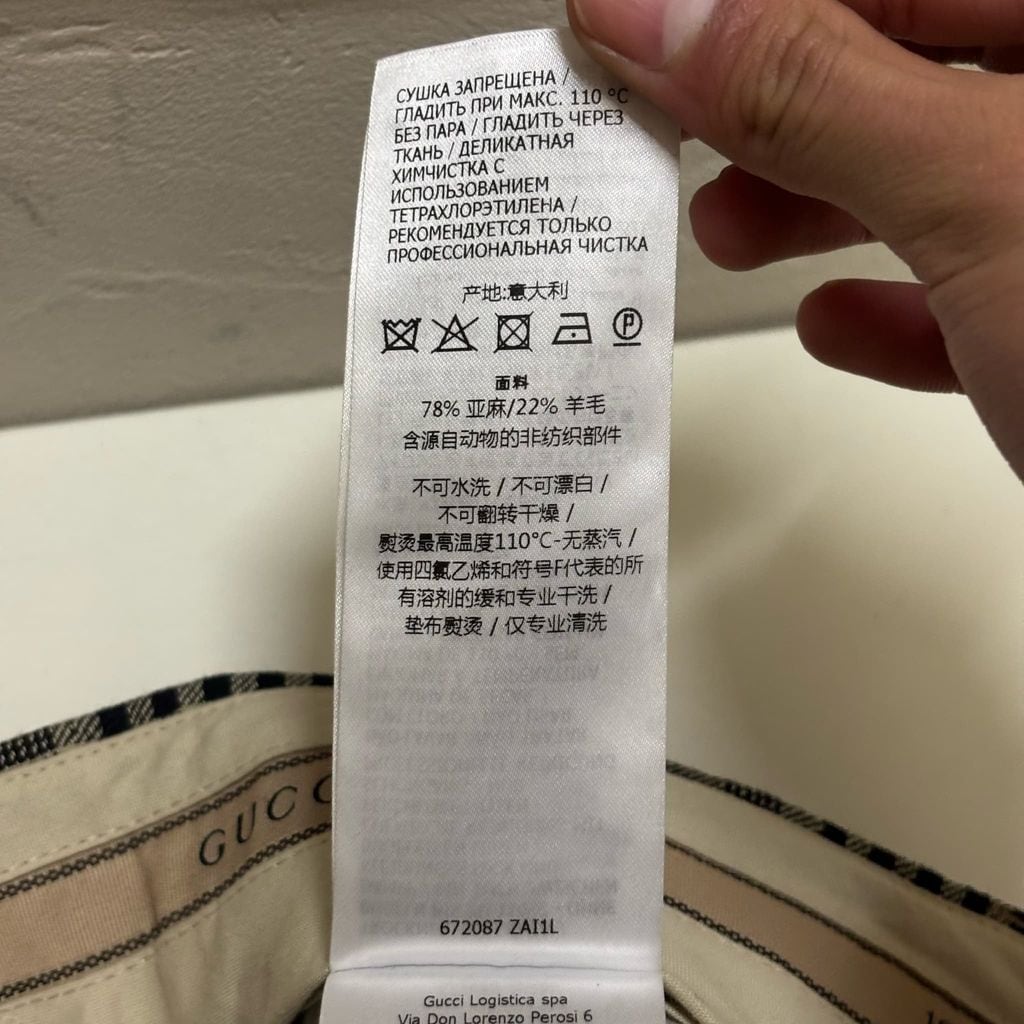 СУШКА ЗАПРЕЩЕНА /
ГЛАДИТЬ ПРИ МАКС. 110 °C
БЕЗ ПАРА / ГЛАДИТЬ ЧЕРЕЗ
ТКАНЬ / ДЕЛИКАТНАЯ
ХИМЧИСТКА С
ИСПОЛЬЗОВАНИЕМ
ТЕТРАХЛОРЭТИЛЕНА /
РЕКОМЕНДУЕТСЯ ТОЛЬКО
ПРОФЕССИОНАЛЬНАЯ ЧИСТКА
产地:意大利
P
面料
78% 亚麻/22% 羊毛
含源自动物的非纺织部件
不可水洗 / 不可漂白 /
不可翻转干燥 /
熨烫最高温度110°C-无蒸汽 /
使用四氯乙烯和符号F代表的所
有溶剂的缓和专业干洗 /
垫布熨烫 / 仅专业清洗
GUCC
672087 ZAI1L
Gucci Logistica spa
Via Don Lorenzo Perosi 6